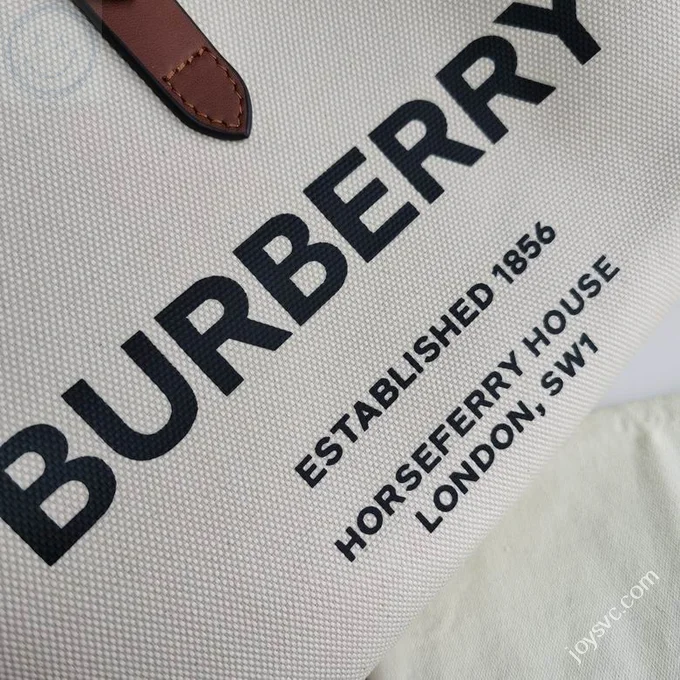 BURBERRY
ESTABLISHED 1856
HORSEFERRY HOUSE
LONDON, SW1
joysvc.com